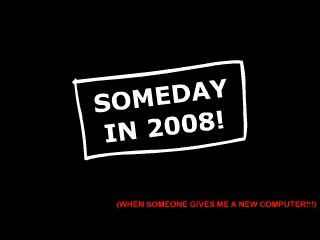 SOMEDAY
IN 2008!
(WHEN SOMEONE GIVES ME A NEW COMPUTER!!!)